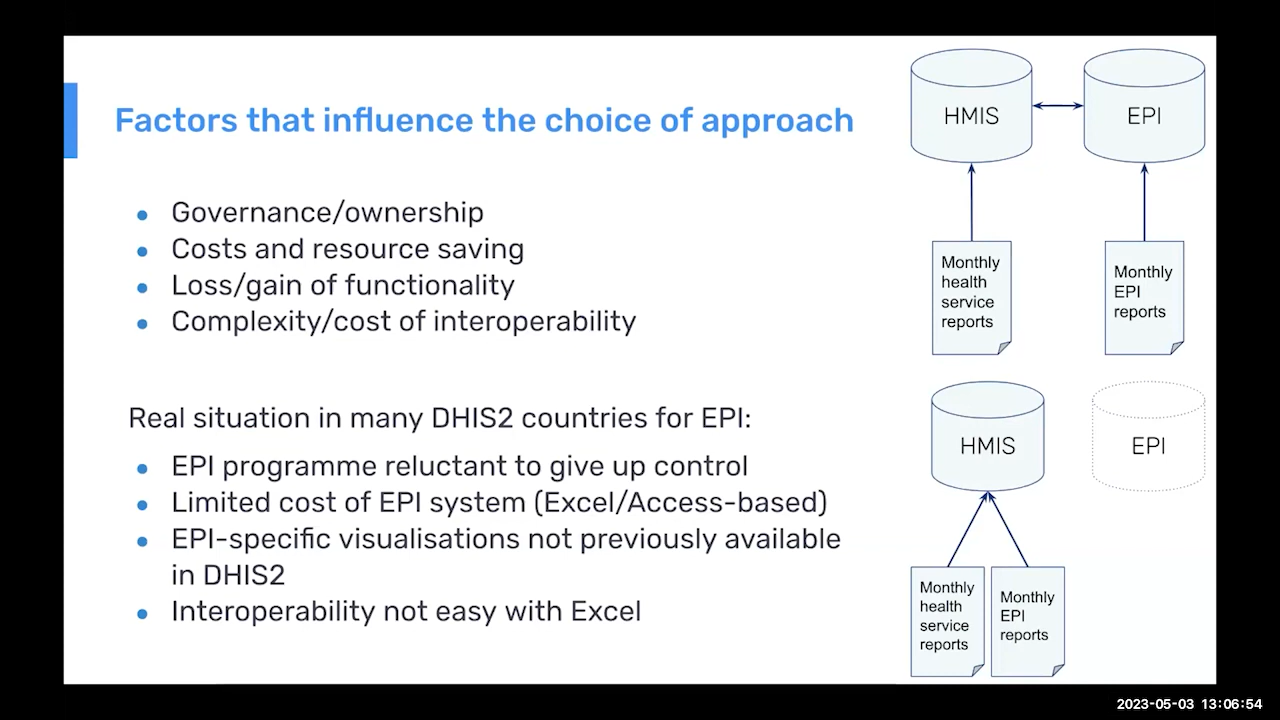 Factors that influence the choice of approach
Governance/ownership
Costs and resource saving
Loss/gain of functionality
Complexity/cost of interoperability
Real situation in many DHIS2 countries for EPI:
EPI programme reluctant to give up control
Limited cost of EPI system (Excel/Access-based)
EPI-specific visualisations not previously available
in DHIS2
Interoperability not easy with Excel
HMIS
EPI
Monthly
health
service
reports
Monthly
EPI
reports
HMIS
EPI
Monthly
health
service
reports
Monthly
EPI
reports
2023-05-03 13:06:54